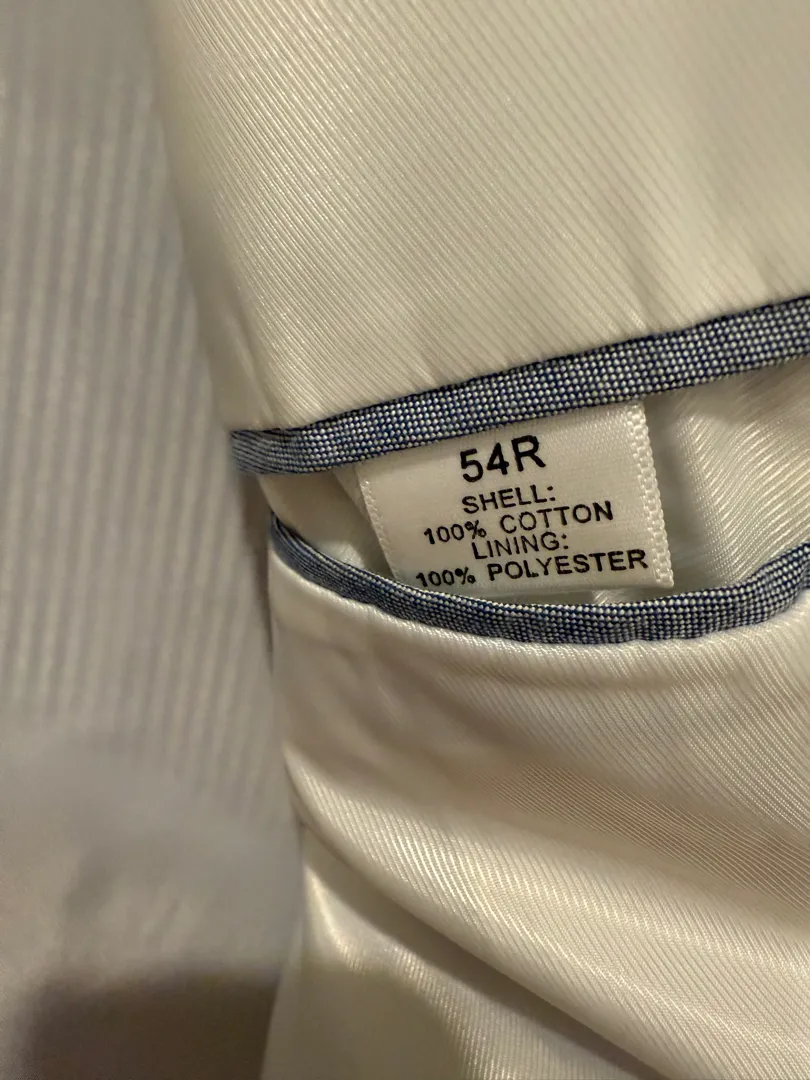 54R
SHELL:
100% COTTON
LINING:
100% POLYESTER